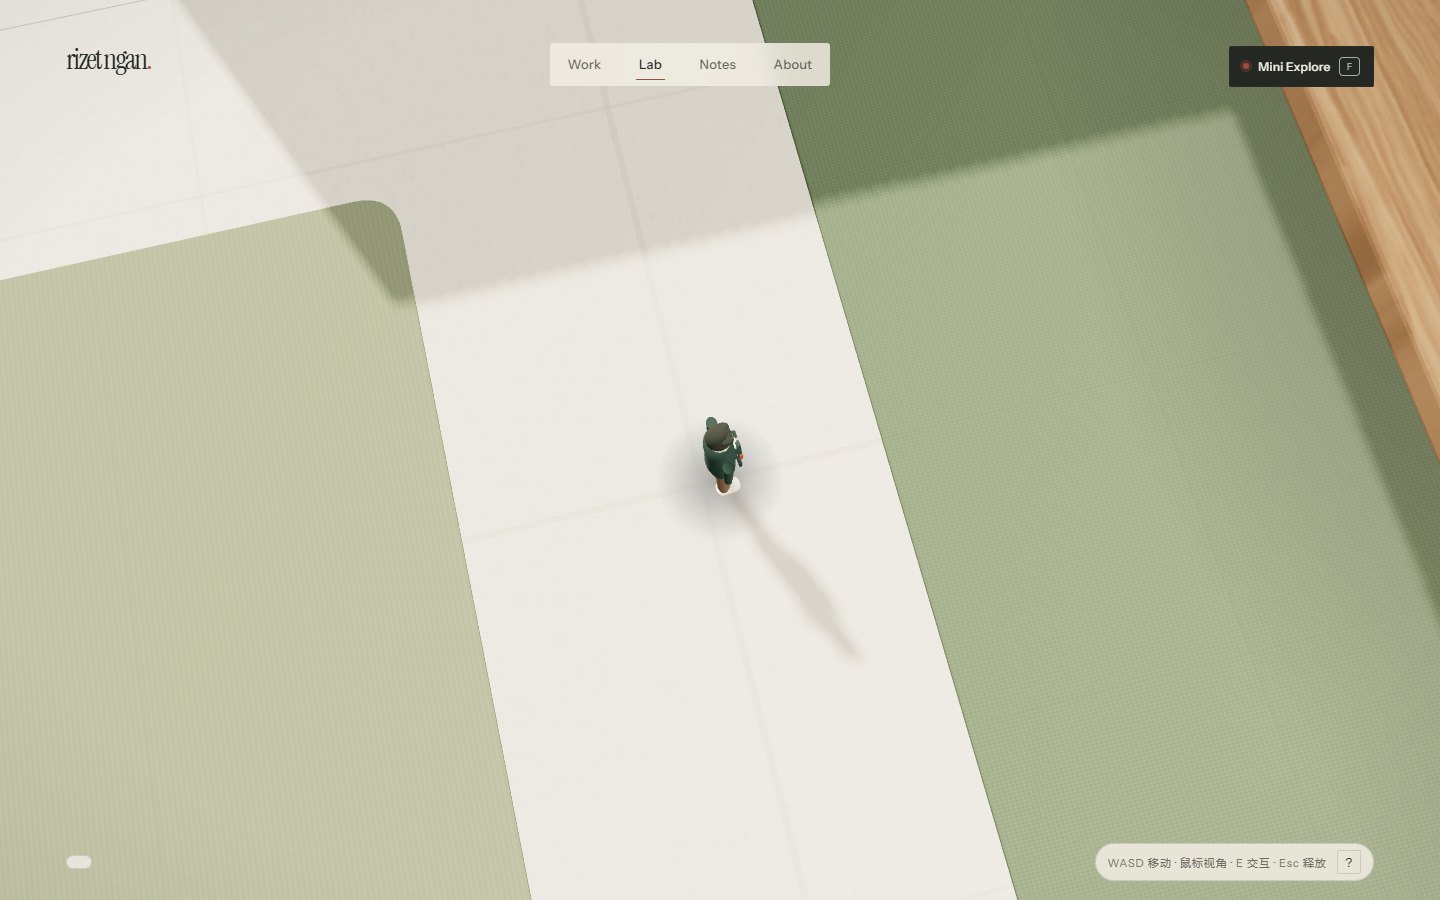 rizet ngan.
Work
Lab
Notes
About
Mini Explore F
WASD 移动 · 鼠标视角 · E 交互 · Esc 释放 ?